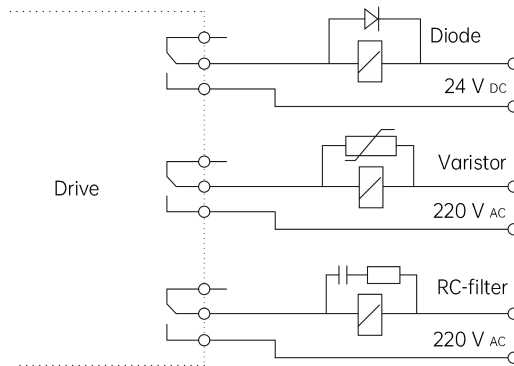 Diode
24 V DC
Varistor
Drive
220 V AC
RC-filter
220 V AC